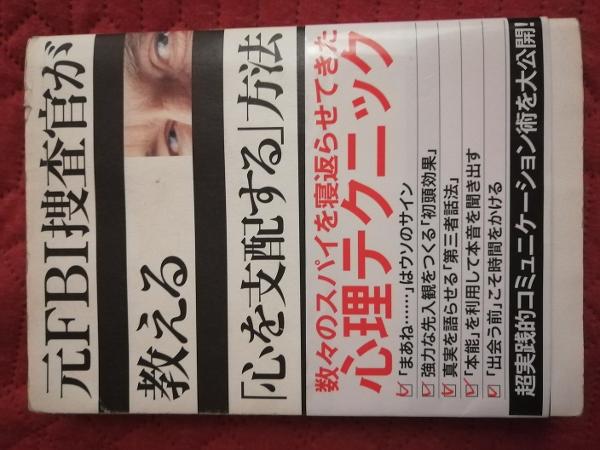 元FBI捜査官が
教える
「心を支配する」方法
数々のスパイを寝返らせてきた
心理テクニック
「まあね……」はウソのサイン
強力な先入観をつくる「初頭効果」
真実を語らせる「第三者話法」
「本能」を利用して本音を聞き出す
「出会う前」こそ時間をかける
超実践的コミュニケーション術を大公開!